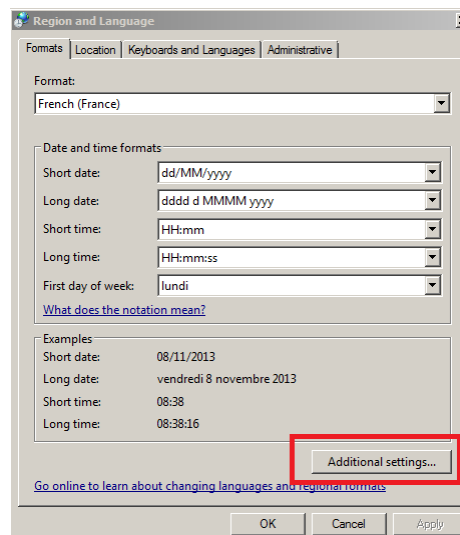 Region and Language
Formats Location Keyboards and Languages Administrative
Format:
French (France)
Date and time formats
Short date: dd/MM/yyyy
Long date: dddd d MMMM yyyy
Short time: HH:mm
Long time: HH:mm:ss
First day of week: lundi
What does the notation mean?
Examples
Short date: 08/11/2013
Long date: vendredi 8 novembre 2013
Short time: 08:38
Long time: 08:38:16
Additional settings...
Go online to learn about changing languages and regional formats
OK Cancel Apply